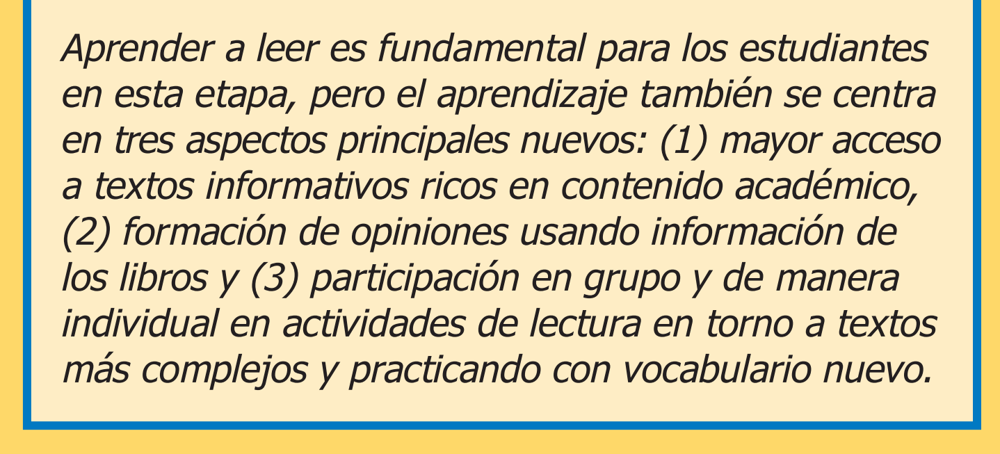 Aprender a leer es fundamental para los estudiantes
en esta etapa, pero el aprendizaje también se centra
en tres aspectos principales nuevos: (1) mayor acceso
a textos informativos ricos en contenido académico,
(2) formación de opiniones usando información de
los libros y (3) participación en grupo y de manera
individual en actividades de lectura en torno a textos
más complejos y practicando con vocabulario nuevo.